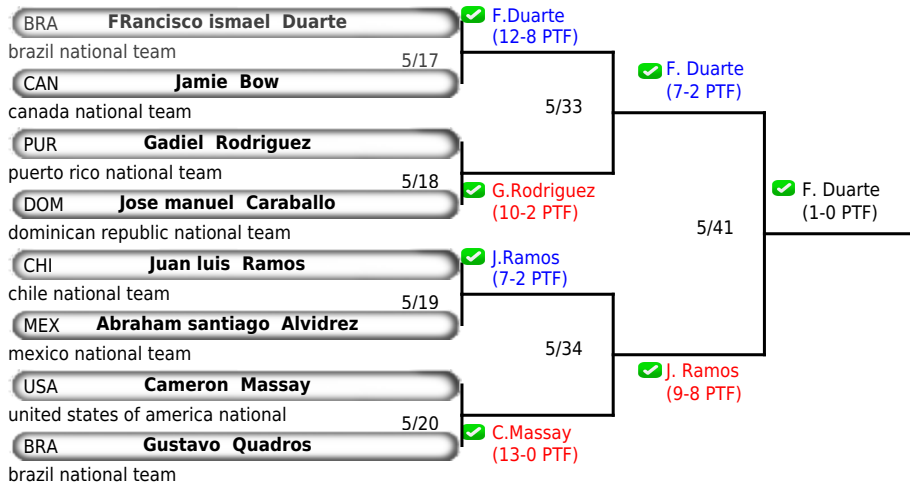 BRA FRancisco ismael Duarte
brazil national team
5/17
CAN Jamie Bow
canada national team
PUR Gadiel Rodriguez
puerto rico national team
5/18
DOM Jose manuel Caraballo
dominican republic national team
CHI Juan luis Ramos
chile national team
5/19
MEX Abraham santiago Alvidrez
mexico national team
USA Cameron Massay
united states of america national
5/20
BRA Gustavo Quadros
brazil national team
F.Duarte
(12-8 PTF)
5/33
G.Rodriguez
(10-2 PTF)
J.Ramos
(7-2 PTF)
5/34
C.Massay
(13-0 PTF)
F. Duarte
(7-2 PTF)
5/41
J. Ramos
(9-8 PTF)
F. Duarte
(1-0 PTF)